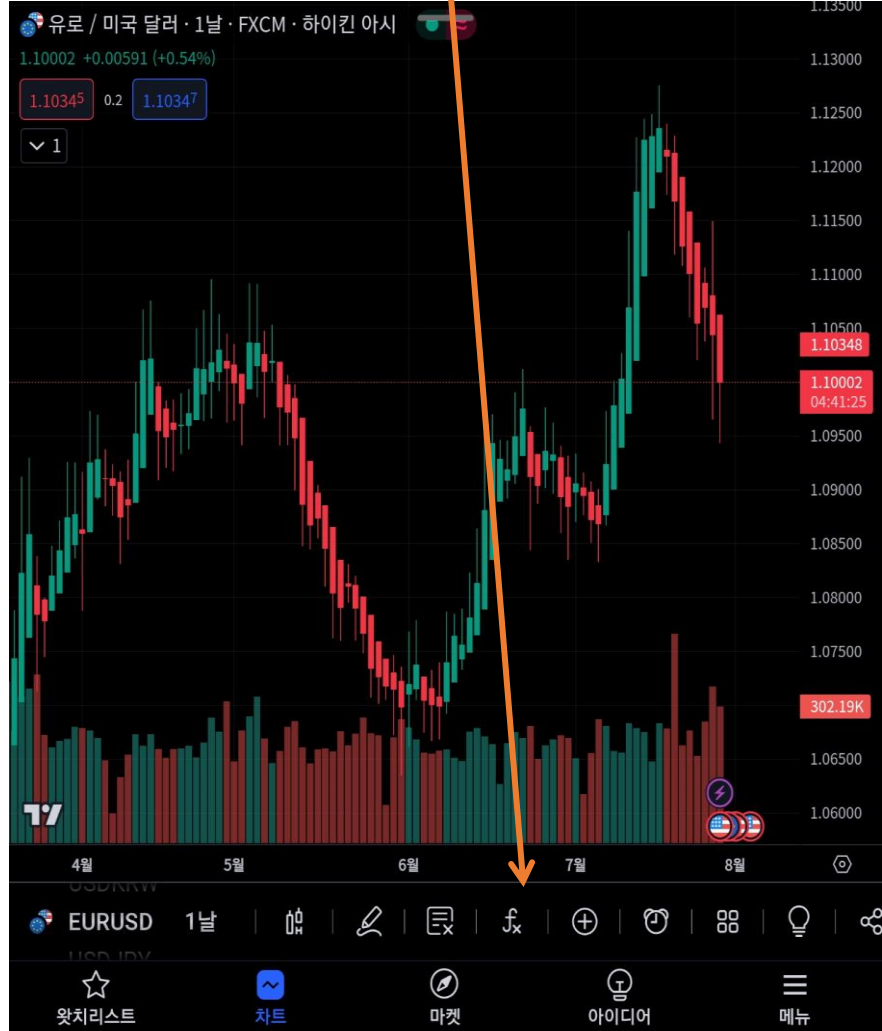 유로 / 미국 달러 · 1날 · FXCM · 하이킨 아시
1.10002 +0.00591 (+0.54%)
1.10345 0.2 1.10347
1
1.13500
1.13000
1.12500
1.12000
1.11500
1.11000
1.10500
1.10348
1.10002
04:41:25
1.09500
1.09000
1.08500
1.08000
1.07500
302.19K
1.06500
1.06000
4월 5월 6월 7월 8월
USDKRW
EURUSD 1날 fx
USDJPY
왓치리스트 차트 마켓 아이디어 메뉴